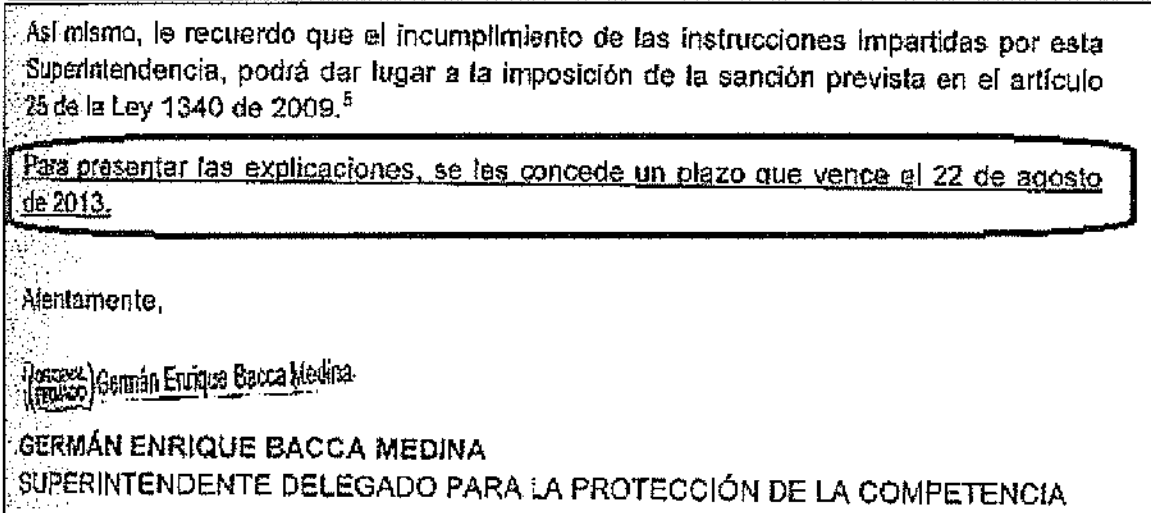 Así mismo, le recuerdo que el incumplimiento de las instrucciones impartidas por esta
Superintendencia, podrá dar lugar a la imposición de la sanción prevista en el artículo
25 de la Ley 1340 de 2009.⁵
Para presentar las explicaciones, se les concede un plazo que vence el 22 de agosto
de 2013.
Atentamente,
Germán Enrique Bacca Medina
GERMÁN ENRIQUE BACCA MEDINA
SUPERINTENDENTE DELEGADO PARA LA PROTECCIÓN DE LA COMPETENCIA